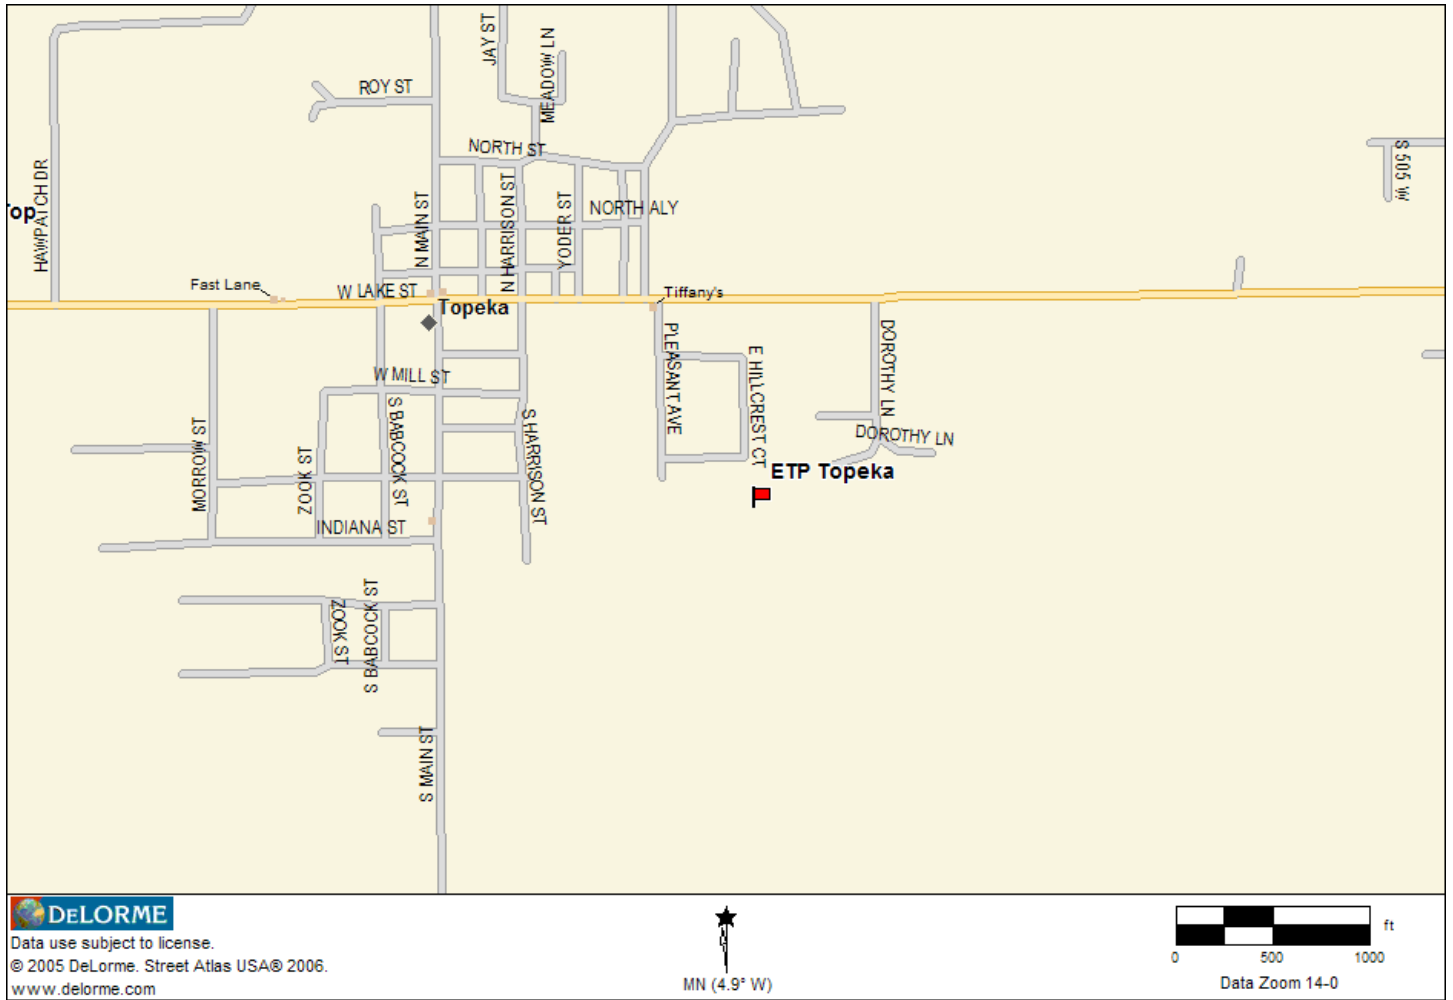 JAY ST
MEADOW LN
ROY ST
NORTH ST
S 505 W
HAWPATCH DR
Top
N MAIN ST
N HARRISON ST
YODER ST
NORTH ALY
Fast Lane
W LAKE ST
Tiffany's
Topeka
PLEASANT AVE
E HILLCREST CT
DOROTHY LN
W MILL ST
S BABCOCK ST
S HARRISON ST
DOROTHY LN
MORROW ST
ZOOK ST
ETP Topeka
INDIANA ST
ZOOK ST
S BABCOCK ST
S MAIN ST
DELORME
Data use subject to license.
© 2005 DeLorme. Street Atlas USA® 2006.
www.delorme.com
MN (4.9° W)
ft
0 500 1000
Data Zoom 14-0